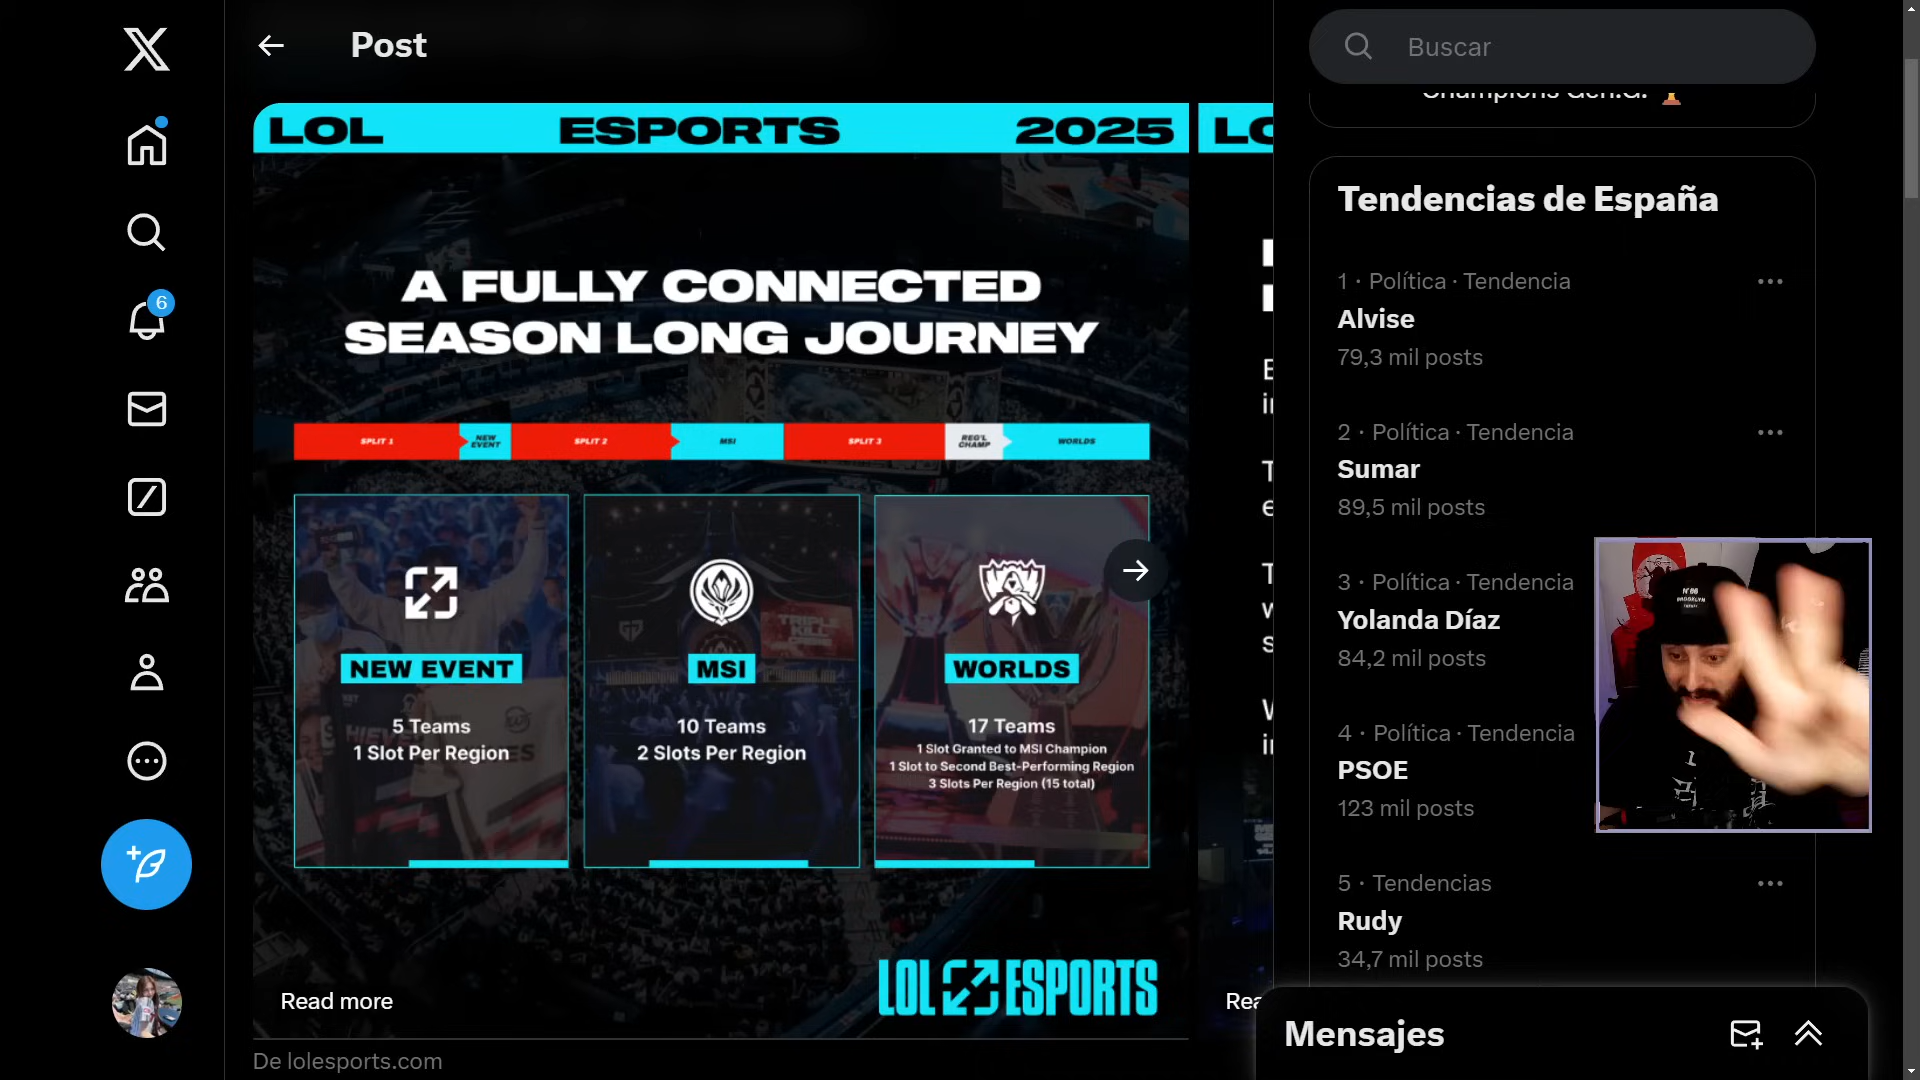 Post
LOL ESPORTS 2025
A FULLY CONNECTED
SEASON LONG JOURNEY
SPLIT 1
NEW
EVENT
SPLIT 2
MSI
SPLIT 3
REG'L
CHAMP
WORLDS
NEW EVENT
5 Teams
1 Slot Per Region
MSI
10 Teams
2 Slots Per Region
WORLDS
17 Teams
1 Slot Granted to MSI Champion
1 Slot to Second Best-Performing Region
3 Slots Per Region (15 total)
LOL ESPORTS
Read more
De lolesports.com
6
Buscar
Champions Gen.G.
Tendencias de España
1 · Política · Tendencia
Alvise
79,3 mil posts
2 · Política · Tendencia
Sumar
89,5 mil posts
3 · Política · Tendencia
Yolanda Díaz
84,2 mil posts
4 · Política · Tendencia
PSOE
123 mil posts
5 · Tendencias
Rudy
34,7 mil posts
BROOKLYN
Mensajes